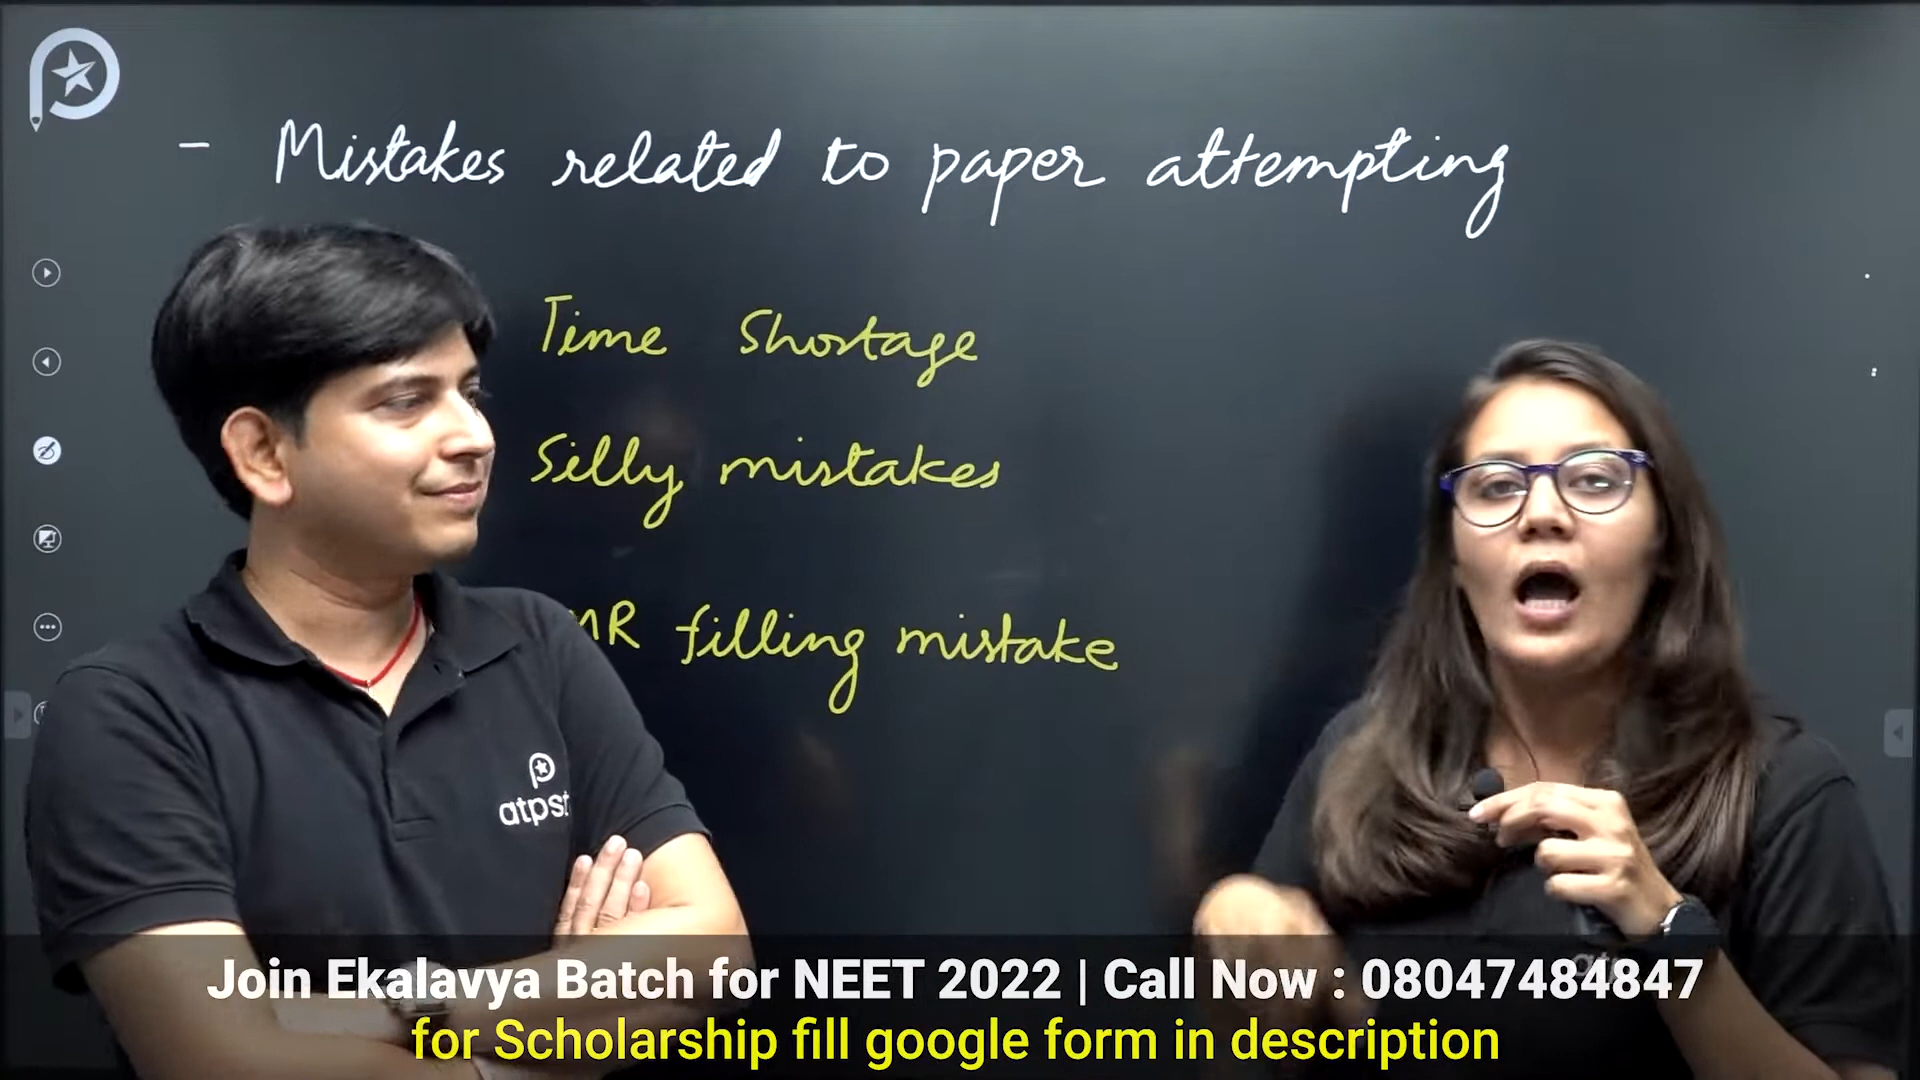 - Mistakes related to paper attempting
Time Shortage
Silly mistakes
MR filling mistake
atpst
Join Ekalavya Batch for NEET 2022 | Call Now : 08047484847
for Scholarship fill google form in description